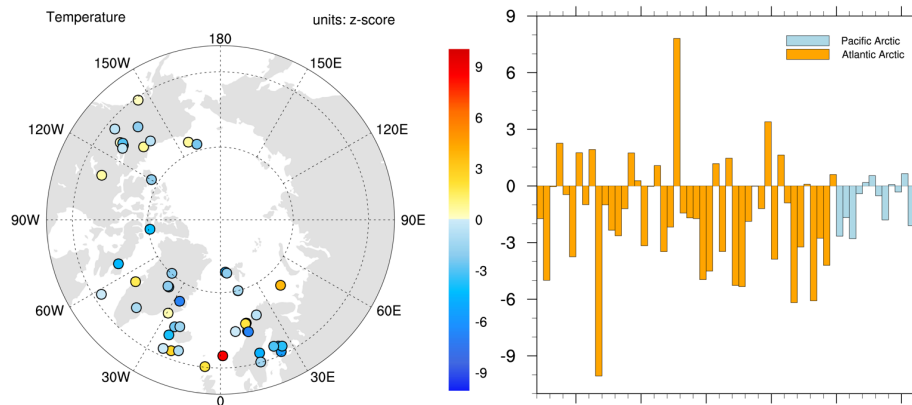 Temperature
units: z-score
180
150W
150E
120W
120E
90W
90E
60W
60E
30W
30E
0
9
6
3
0
-3
-6
-9
9
6
3
0
-3
-6
-9
Pacific Arctic
Atlantic Arctic